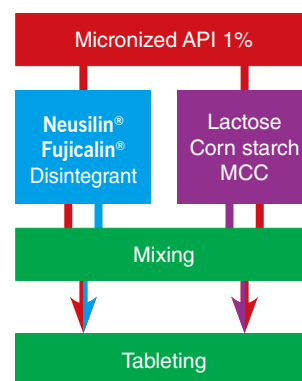 Micronized API 1%
Neusilin®
Fujicalin®
Disintegrant
Lactose
Corn starch
MCC
Mixing
Tableting